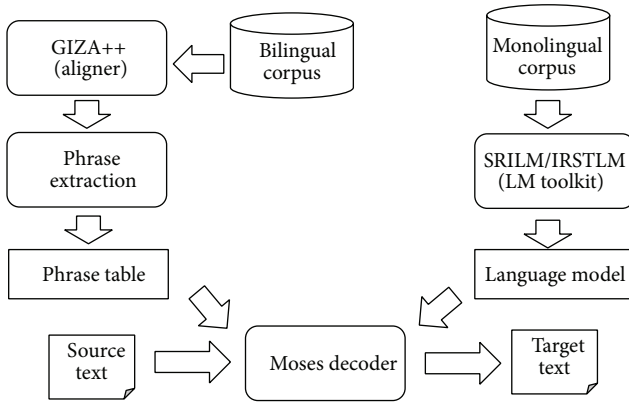 GIZA++
(aligner)
Bilingual
corpus
Monolingual
corpus
Phrase
extraction
SRILM/IRSTLM
(LM toolkit)
Phrase table
Language model
Source
text
Moses decoder
Target
text